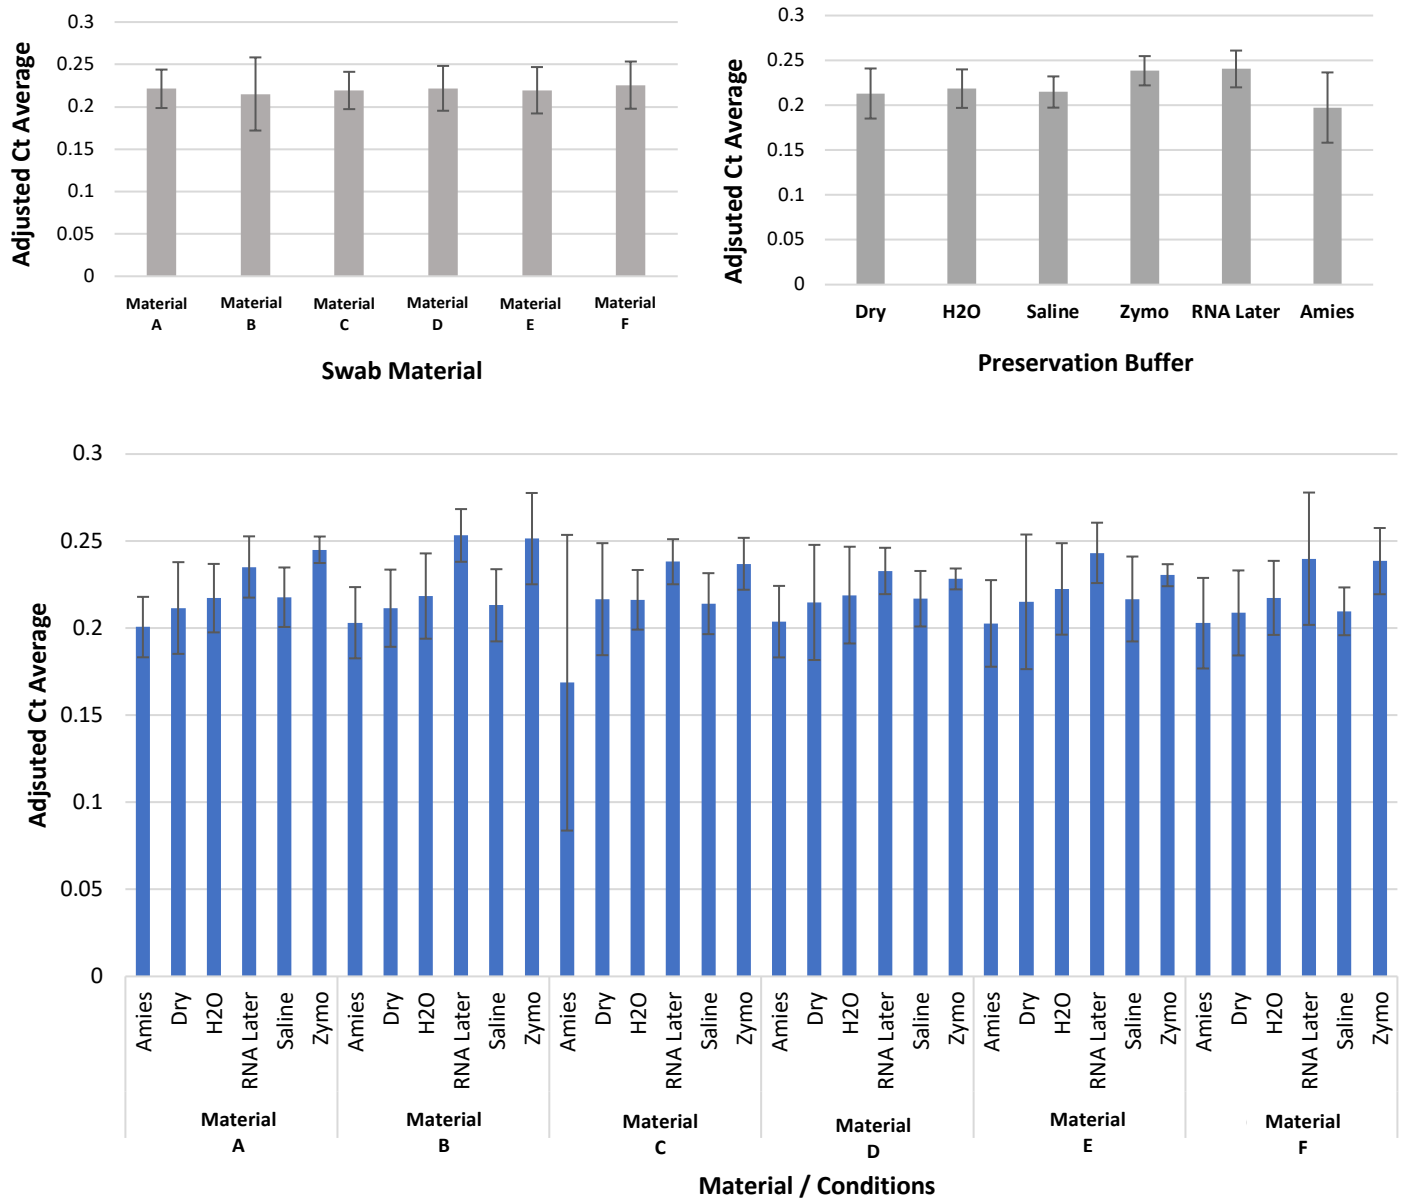 0.3
0.25
0.2
0.15
0.1
0.05
0
Adjusted Ct Average
Material A
Material B
Material C
Material D
Material E
Material F
Swab Material
0.3
0.25
0.2
0.15
0.1
0.05
0
Adjsuted Ct Average
Dry H2O Saline Zymo RNA Later Amies
Preservation Buffer
0.3
0.25
0.2
0.15
0.1
0.05
0
Adjsuted Ct Average
Amies Dry H2O RNA Later Saline Zymo
Amies Dry H2O RNA Later Saline Zymo
Amies Dry H2O RNA Later Saline Zymo
Amies Dry H2O RNA Later Saline Zymo
Amies Dry H2O RNA Later Saline Zymo
Amies Dry H2O RNA Later Saline Zymo
Material A
Material B
Material C
Material D
Material E
Material F
Material / Conditions